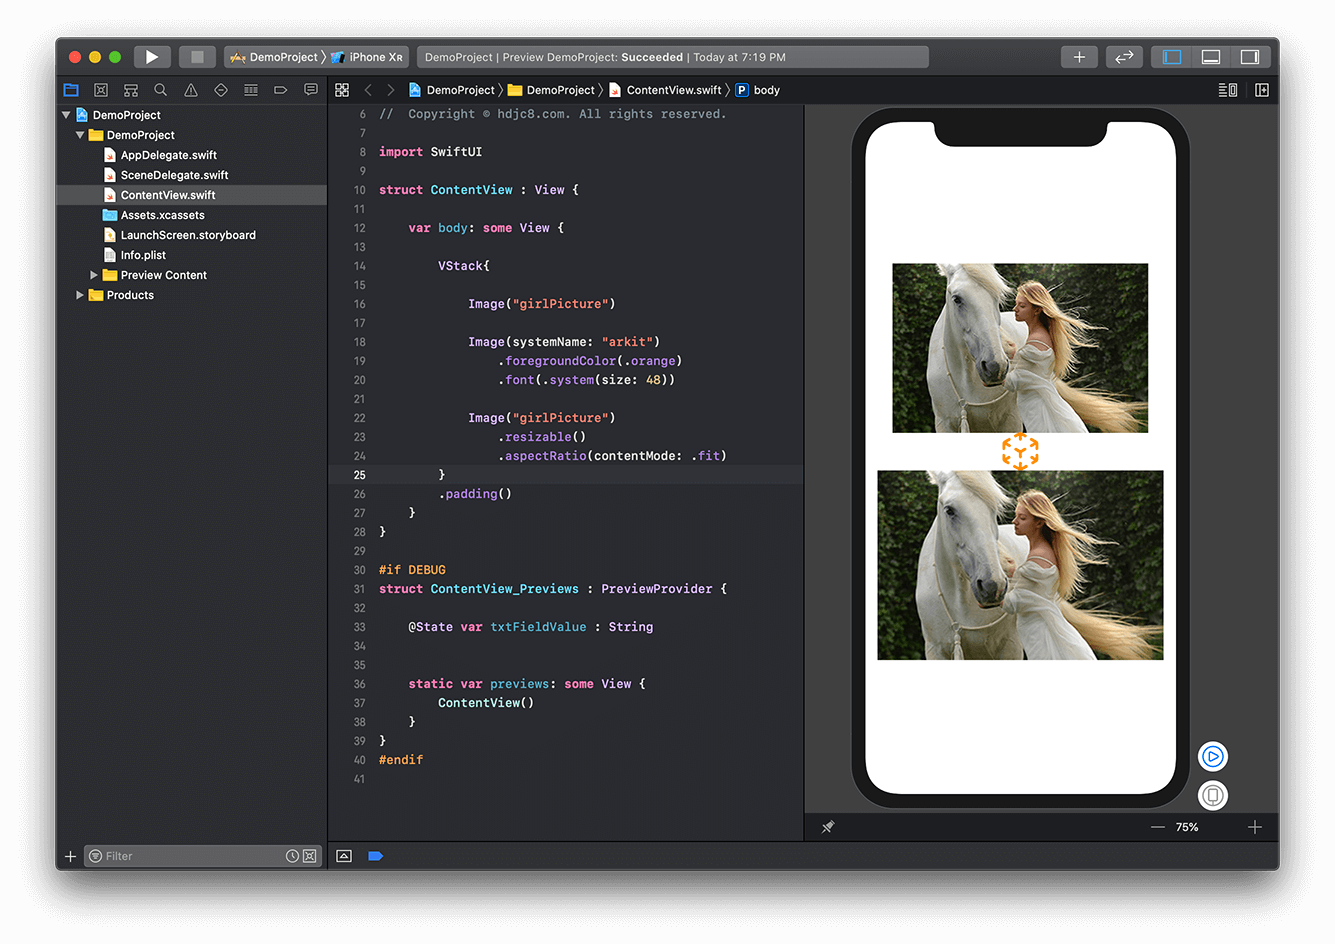 DemoProject iPhone XR
DemoProject | Preview DemoProject: Succeeded | Today at 7:19 PM
DemoProject DemoProject ContentView.swift P body
DemoProject
DemoProject
AppDelegate.swift
SceneDelegate.swift
ContentView.swift
Assets.xcassets
LaunchScreen.storyboard
Info.plist
Preview Content
Products
Filter
6 //  Copyright © hdjc8.com. All rights reserved.
7
8 import SwiftUI
9
10 struct ContentView : View {
11
12     var body: some View {
13
14         VStack{
15
16             Image("girlPicture")
17
18             Image(systemName: "arkit")
19                 .foregroundColor(.orange)
20                 .font(.system(size: 48))
21
22             Image("girlPicture")
23                 .resizable()
24                 .aspectRatio(contentMode: .fit)
25         }
26         .padding()
27     }
28 }
29
30 #if DEBUG
31 struct ContentView_Previews : PreviewProvider {
32
33     @State var txtFieldValue : String
34
35
36     static var previews: some View {
37         ContentView()
38     }
39 }
40 #endif
41
75%